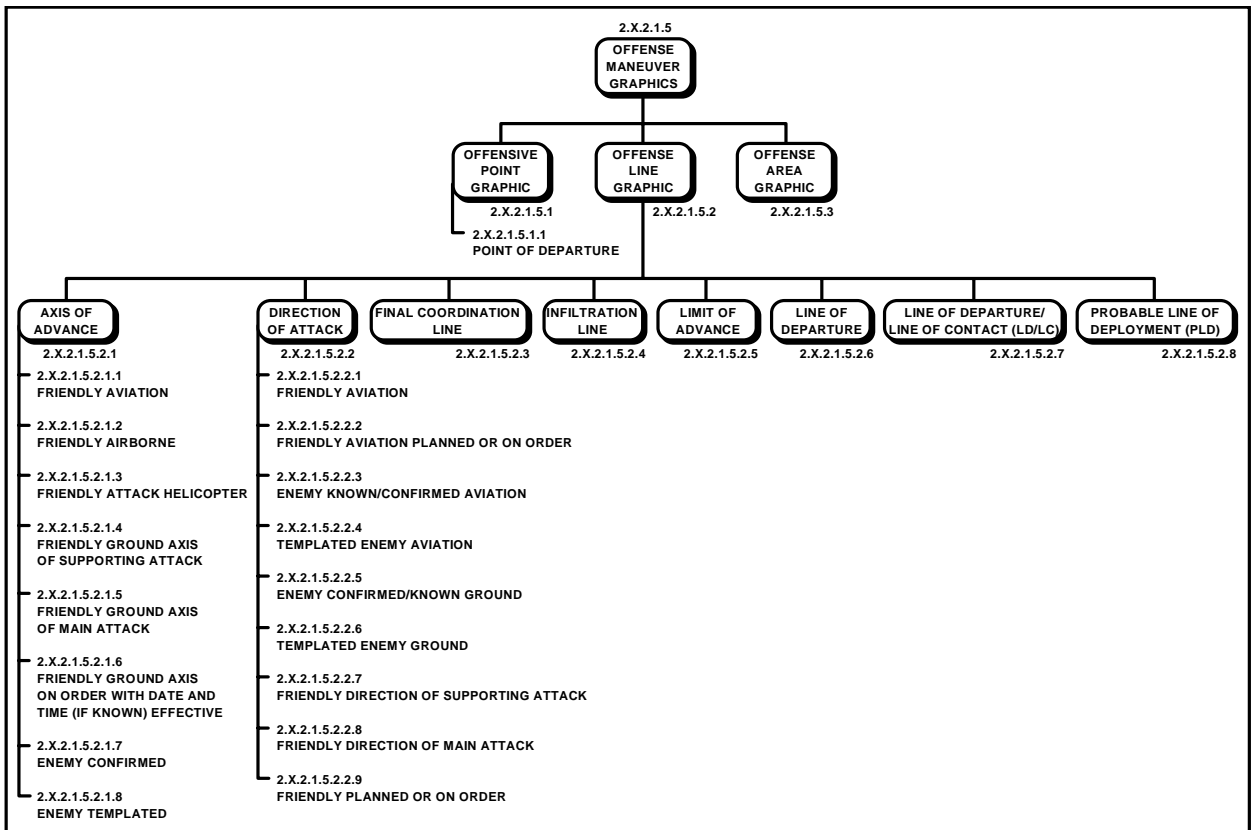 2.X.2.1.5
OFFENSE
MANEUVER
GRAPHICS
OFFENSIVE
POINT
GRAPHIC
2.X.2.1.5.1
2.X.2.1.5.1.1
POINT OF DEPARTURE
OFFENSE
LINE
GRAPHIC
2.X.2.1.5.2
OFFENSE
AREA
GRAPHIC
2.X.2.1.5.3
AXIS OF
ADVANCE
2.X.2.1.5.2.1
2.X.2.1.5.2.1.1
FRIENDLY AVIATION
2.X.2.1.5.2.1.2
FRIENDLY AIRBORNE
2.X.2.1.5.2.1.3
FRIENDLY ATTACK HELICOPTER
2.X.2.1.5.2.1.4
FRIENDLY GROUND AXIS
OF SUPPORTING ATTACK
2.X.2.1.5.2.1.5
FRIENDLY GROUND AXIS
OF MAIN ATTACK
2.X.2.1.5.2.1.6
FRIENDLY GROUND AXIS
ON ORDER WITH DATE AND
TIME (IF KNOWN) EFFECTIVE
2.X.2.1.5.2.1.7
ENEMY CONFIRMED
2.X.2.1.5.2.1.8
ENEMY TEMPLATED
DIRECTION
OF ATTACK
2.X.2.1.5.2.2
2.X.2.1.5.2.2.1
FRIENDLY AVIATION
2.X.2.1.5.2.2.2
FRIENDLY AVIATION PLANNED OR ON ORDER
2.X.2.1.5.2.2.3
ENEMY KNOWN/CONFIRMED AVIATION
2.X.2.1.5.2.2.4
TEMPLATED ENEMY AVIATION
2.X.2.1.5.2.2.5
ENEMY CONFIRMED/KNOWN GROUND
2.X.2.1.5.2.2.6
TEMPLATED ENEMY GROUND
2.X.2.1.5.2.2.7
FRIENDLY DIRECTION OF SUPPORTING ATTACK
2.X.2.1.5.2.2.8
FRIENDLY DIRECTION OF MAIN ATTACK
2.X.2.1.5.2.2.9
FRIENDLY PLANNED OR ON ORDER
FINAL COORDINATION
LINE
2.X.2.1.5.2.3
INFILTRATION
LINE
2.X.2.1.5.2.4
LIMIT OF
ADVANCE
2.X.2.1.5.2.5
LINE OF
DEPARTURE
2.X.2.1.5.2.6
LINE OF DEPARTURE/
LINE OF CONTACT (LD/LC)
2.X.2.1.5.2.7
PROBABLE LINE OF
DEPLOYMENT (PLD)
2.X.2.1.5.2.8